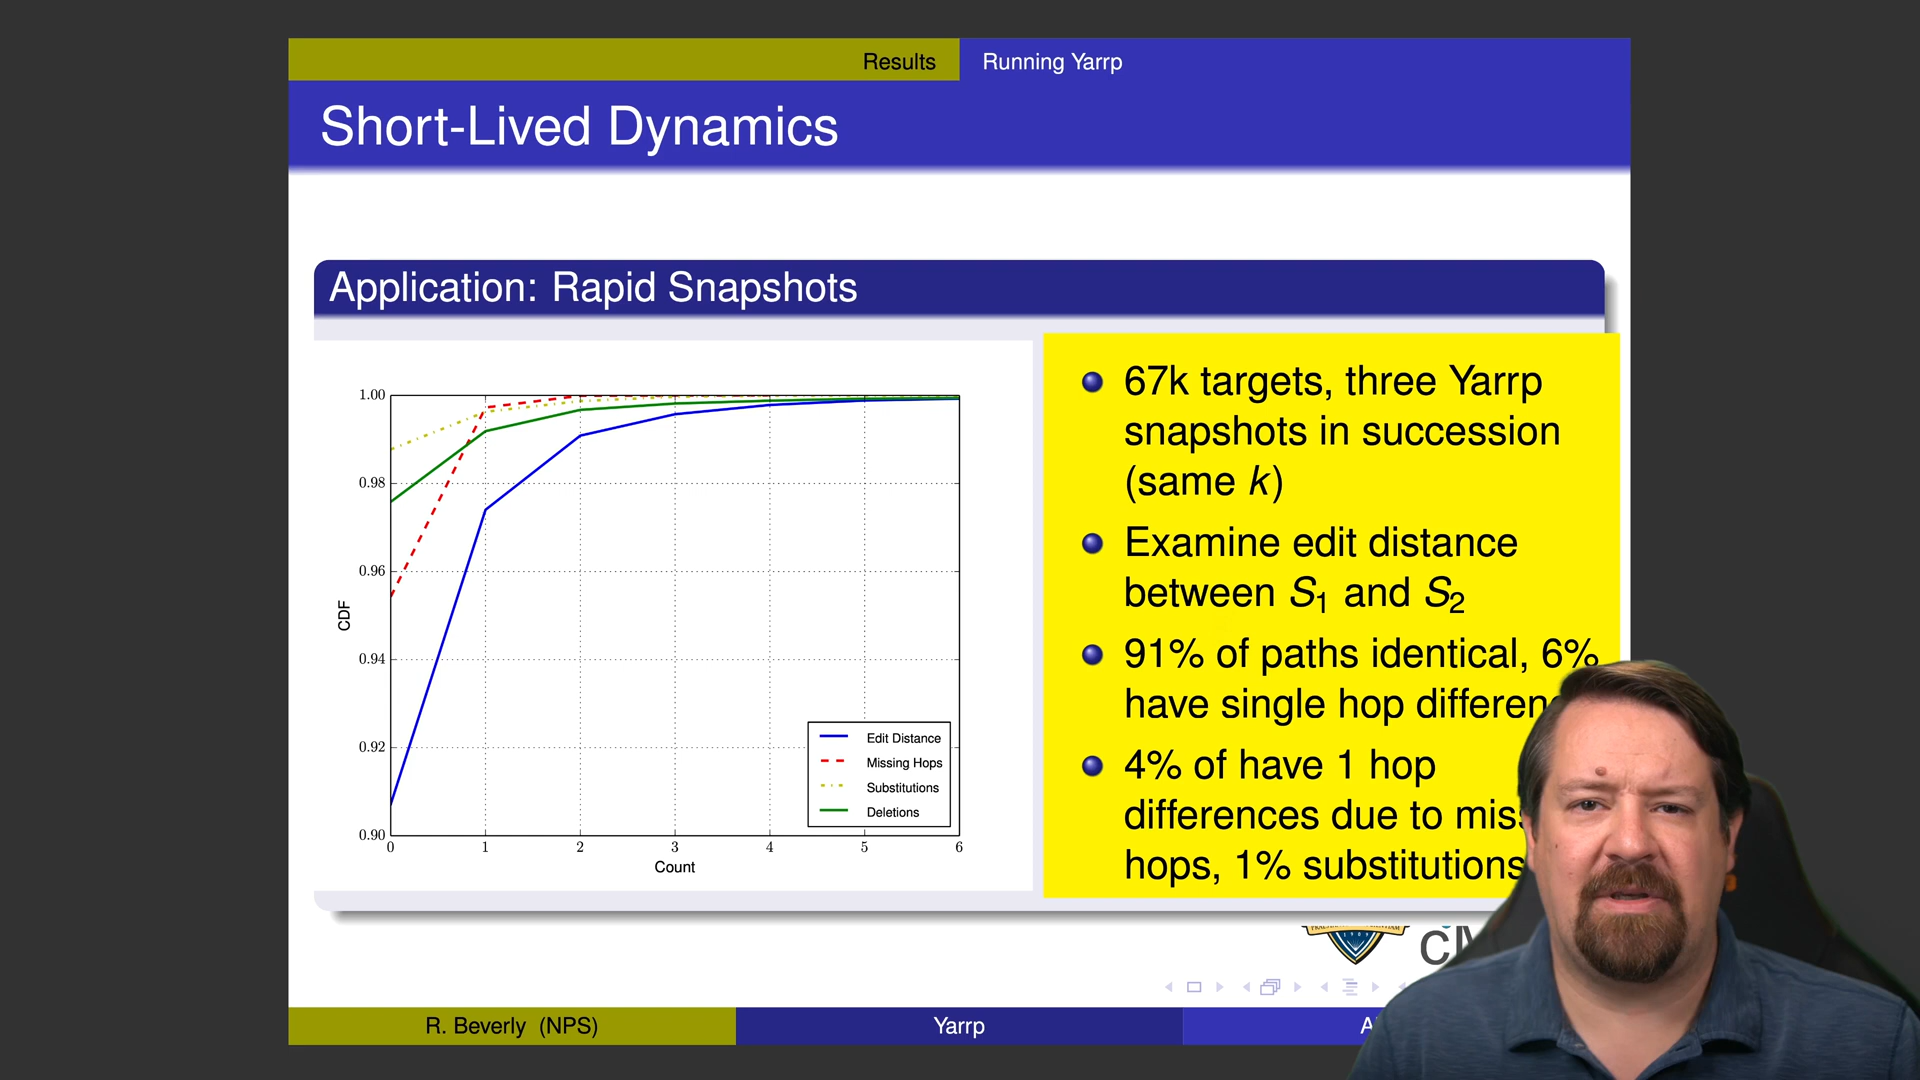 Results Running Yarrp
Short-Lived Dynamics
Application: Rapid Snapshots
1.00
0.98
0.96
0.94
0.92
0.90
CDF
0 1 2 3 4 5 6
Count
Edit Distance
Missing Hops
Substitutions
Deletions
67k targets, three Yarrp
snapshots in succession
(same k)
Examine edit distance
between S1 and S2
91% of paths identical, 6%
have single hop
4% of have 1 hop
differences due to
hops, 1% substitutions
1909
R. Beverly (NPS) Yarrp